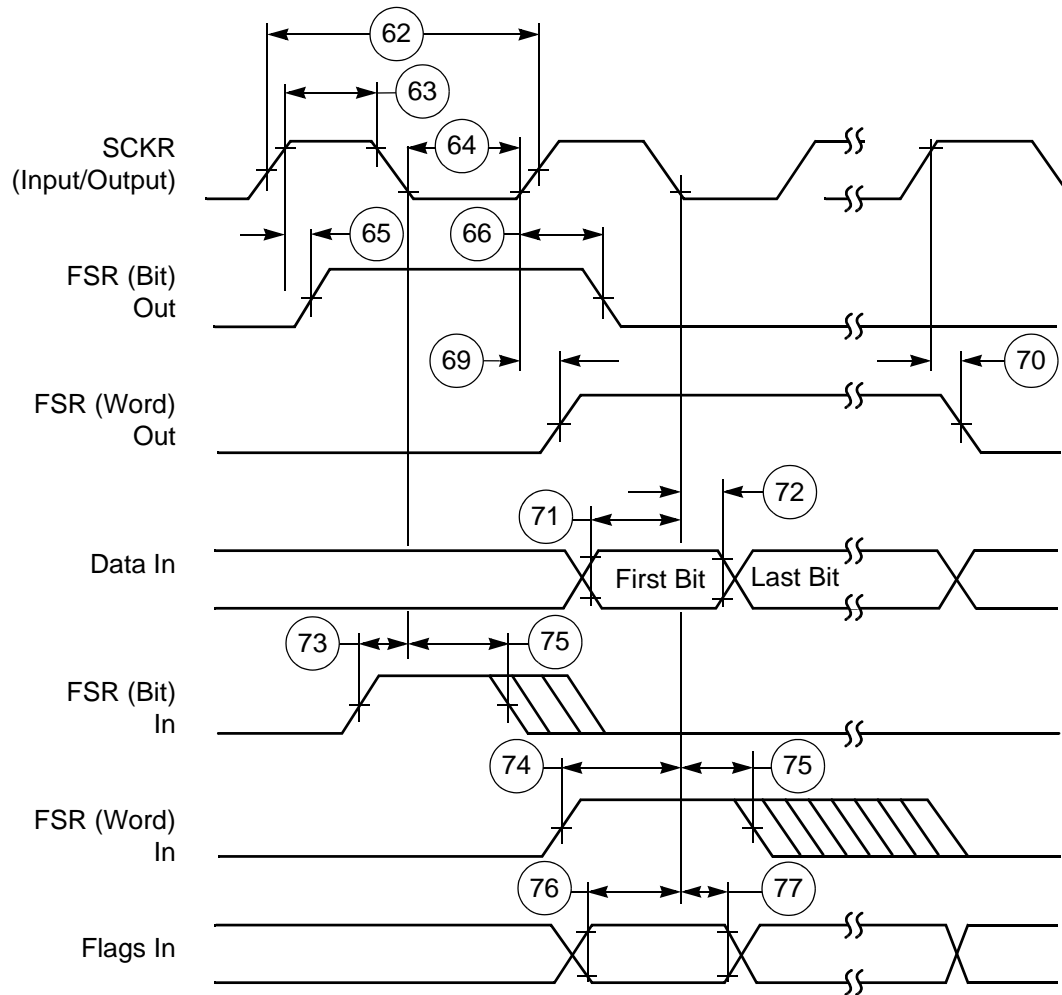 62
63
SCKR
(Input/Output)
64
65
66
FSR (Bit)
Out
69
70
FSR (Word)
Out
71
72
Data In
First Bit
Last Bit
73
75
FSR (Bit)
In
74
75
FSR (Word)
In
76
77
Flags In